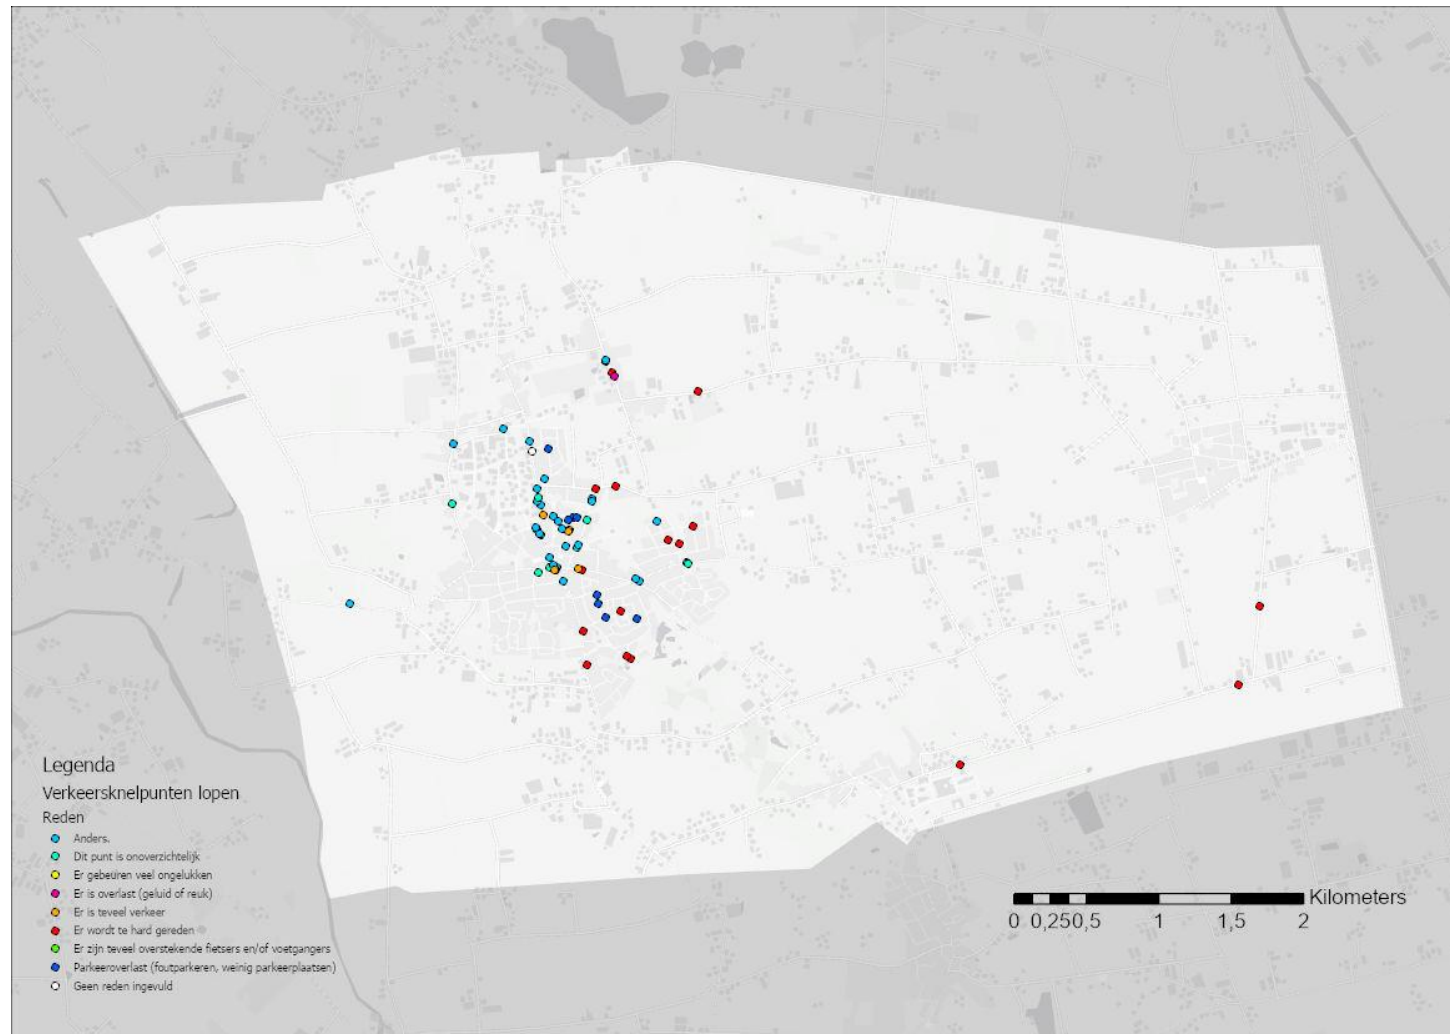 Legenda
Verkeersknelpunten lopen
Reden
Anders.
Dit punt is onoverzichtelijk
Er gebeuren veel ongelukken
Er is overlast (geluid of reuk)
Er is teveel verkeer
Er wordt te hard gereden
Er zijn teveel overstekende fietsers en/of voetgangers
Parkeeroverlast (foutparkeren, weinig parkeerplaatsen)
Geen reden ingevuld
Kilometers
0 0,250,5 1 1,5 2